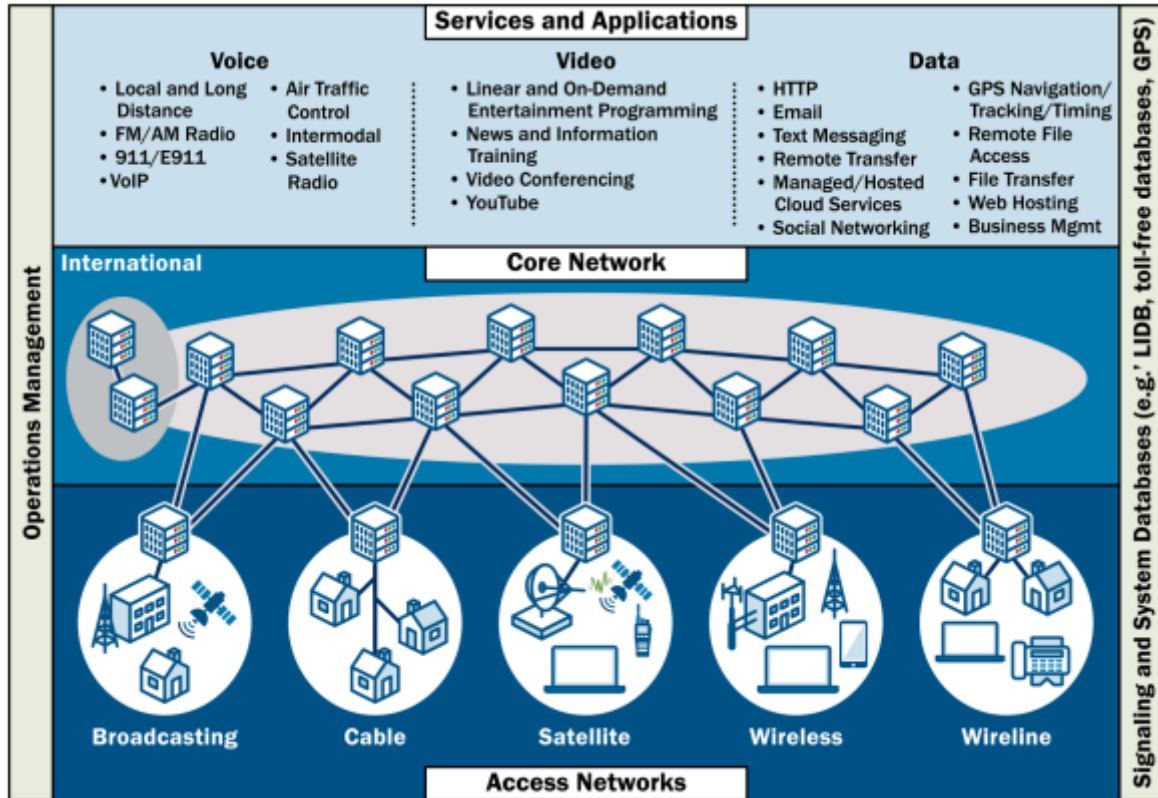 Services and Applications
Voice
• Local and Long
Distance
• FM/AM Radio
• 911/E911
• VoIP
• Air Traffic
Control
• Intermodal
• Satellite
Radio
Video
• Linear and On-Demand
Entertainment Programming
• News and Information
Training
• Video Conferencing
• YouTube
Data
• HTTP
• Email
• Text Messaging
• Remote Transfer
• Managed/Hosted
Cloud Services
• Social Networking
• GPS Navigation/
Tracking/Timing
• Remote File
Access
• File Transfer
• Web Hosting
• Business Mgmt
Operations Management
International
Core Network
Broadcasting
Cable
Satellite
Wireless
Wireline
Access Networks
Signaling and System Databases (e.g.’ LIDB, toll-free databases, GPS)